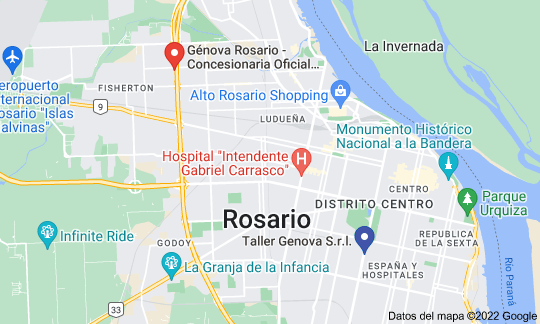 La Invernada
Génova Rosario -
Concesionaria Oficial...
FISHERTON
Aeropuerto
Internacional
Rosario "Islas
Malvinas"
9
Alto Rosario Shopping
LUDUEÑA
Monumento Histórico
Nacional a la Bandera
Hospital "Intendente
Gabriel Carrasco"
H
CENTRO
DISTRITO CENTRO
Parque
Urquiza
Rosario
Infinite Ride
GODOY
Taller Genova S.r.l.
REPUBLICA
DE LA SEXTA
La Granja de la Infancia
ESPAÑA Y
HOSPITALES
Río Paraná
33
Datos del mapa ©2022 Google